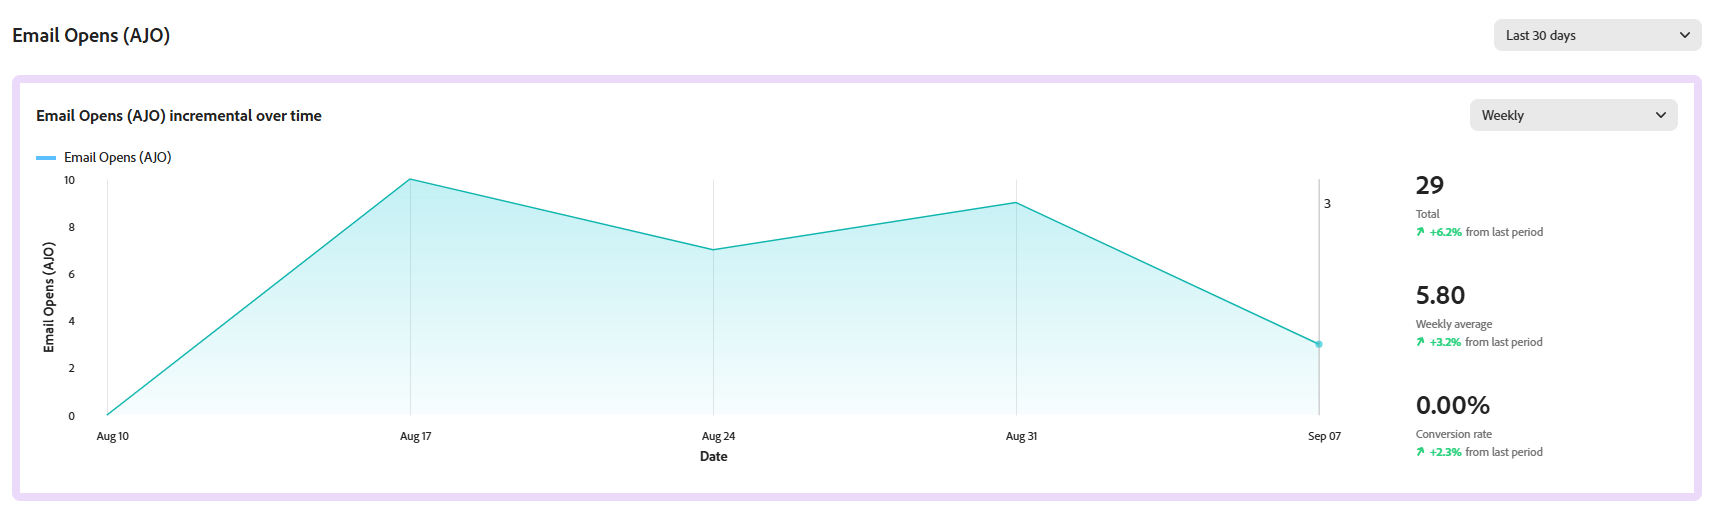 Email Opens (AJO)
Last 30 days
Email Opens (AJO) incremental over time
Weekly
Email Opens (AJO)
10
8
6
4
2
0
Email Opens (AJO)
3
Aug 10
Aug 17
Aug 24
Aug 31
Sep 07
Date
29
Total
+6.2% from last period
5.80
Weekly average
+3.2% from last period
0.00%
Conversion rate
+2.3% from last period